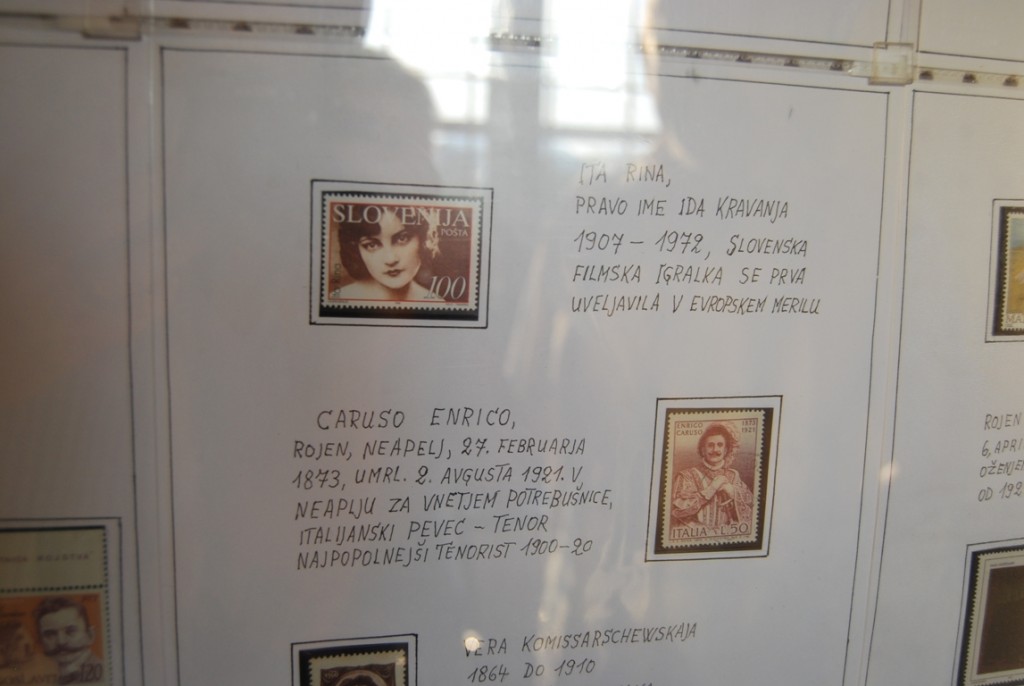 SLOVENIJA
POŠTA
100
ITA RINA,
PRAVO IME IDA KRAVANJA
1907 – 1972, SLOVENSKA
FILMSKA IGRALKA SE PRVA
UVELJAVILA V EVROPSKEM MERILU
CARUSO ENRICO,
ROJEN, NEAPELJ, 27. FEBRUARJA
1873, UMRL. 2. AVGUSTA 1921. V
NEAPLJU ZA VNETJEM POTREBUŠNICE,
ITALIJANSKI PEVEC – TENOR
NAJPOPOLNEJŠI TENORIST 1900–20
ENRICO
CARUSO
1873
1921
ITALIA L.50
VERA KOMISSARSCHEWSKAJA
1864 DO 1910
ROJEN
6. APRI
OŽENJEN
OD 192
120